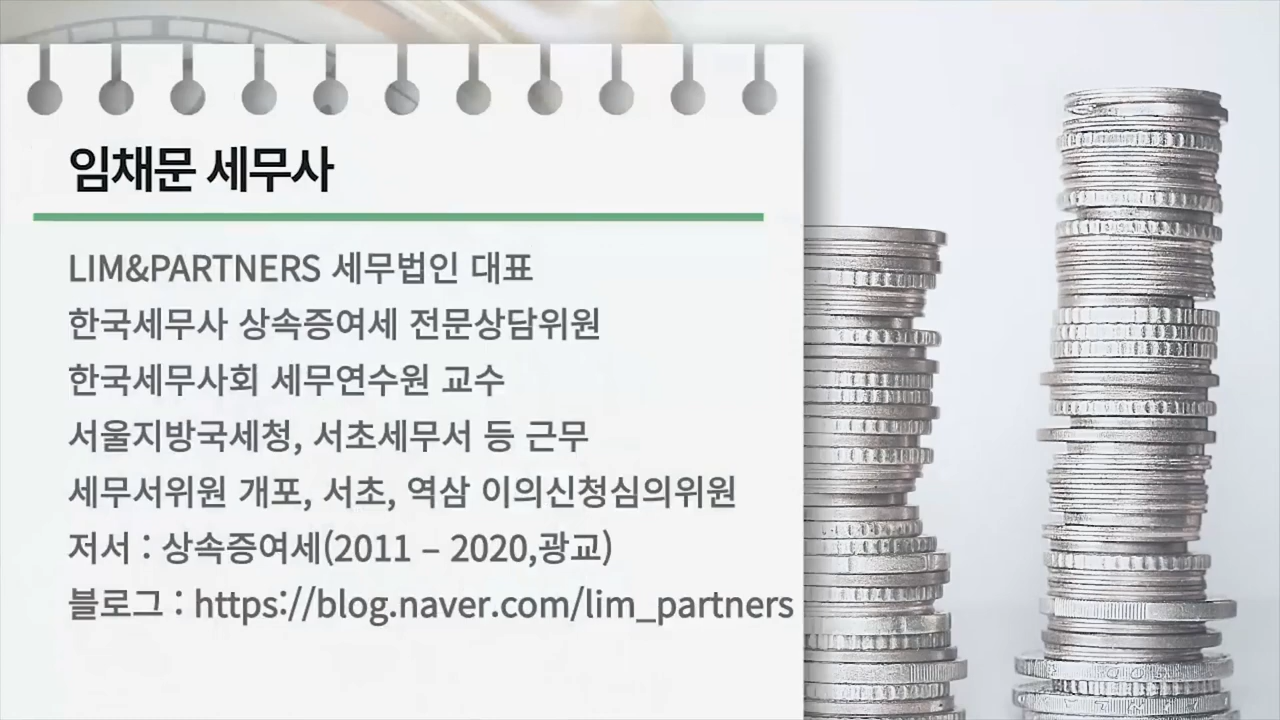 임채문 세무사
LIM&PARTNERS 세무법인 대표
한국세무사 상속증여세 전문상담위원
한국세무사회 세무연수원 교수
서울지방국세청, 서초세무서 등 근무
세무서위원 개포, 서초, 역삼 이의신청심의위원
저서 : 상속증여세(2011 – 2020,광교)
블로그 : https://blog.naver.com/lim_partners